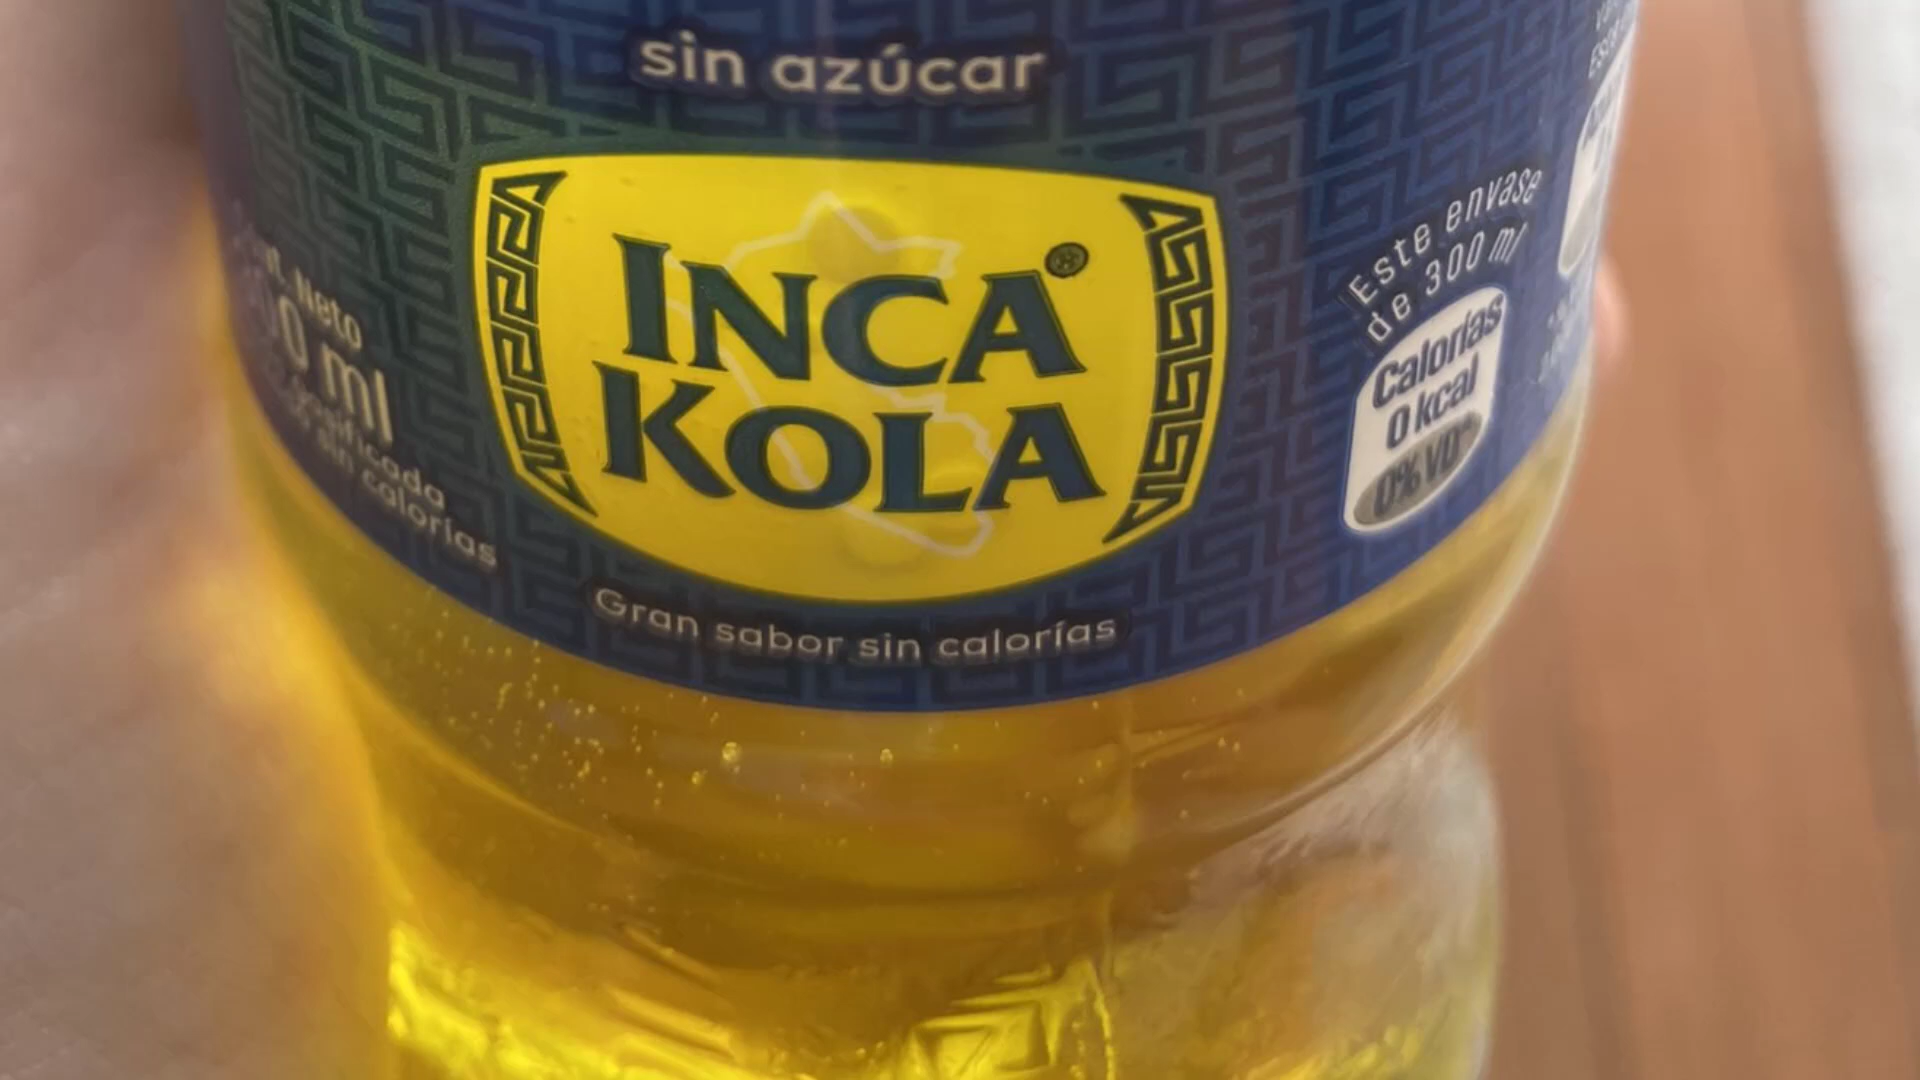 sin azúcar
INCA
KOLA
Gran sabor sin calorías
Neto
ml
sin calorías
Este envase
de 300 ml
Calorías
0 kcal
0% VD*